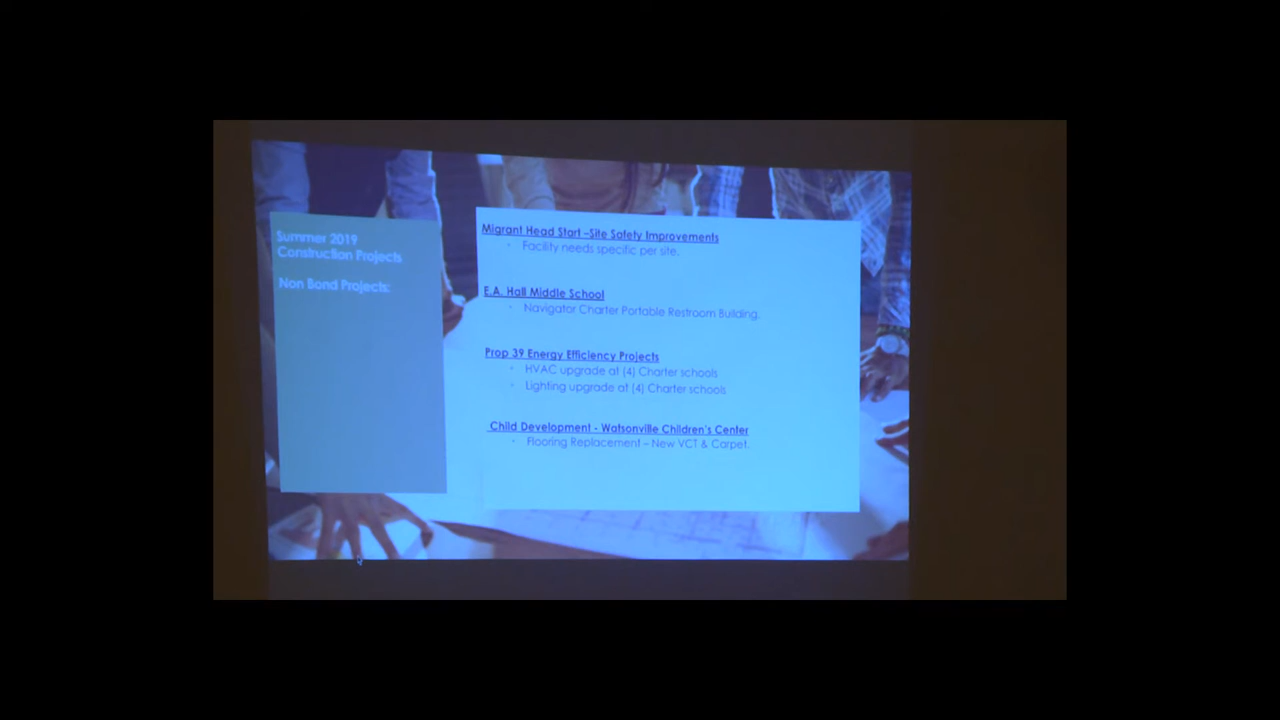 Summer 2019
Construction Projects
Non Bond Projects:
Migrant Head Start –Site Safety Improvements
· Facility needs specific per site.
E.A. Hall Middle School
· Navigator Charter Portable Restroom Building.
Prop 39 Energy Efficiency Projects
· HVAC upgrade at (4) Charter schools
· Lighting upgrade at (4) Charter schools
Child Development - Watsonville Children's Center
· Flooring Replacement – New VCT & Carpet.